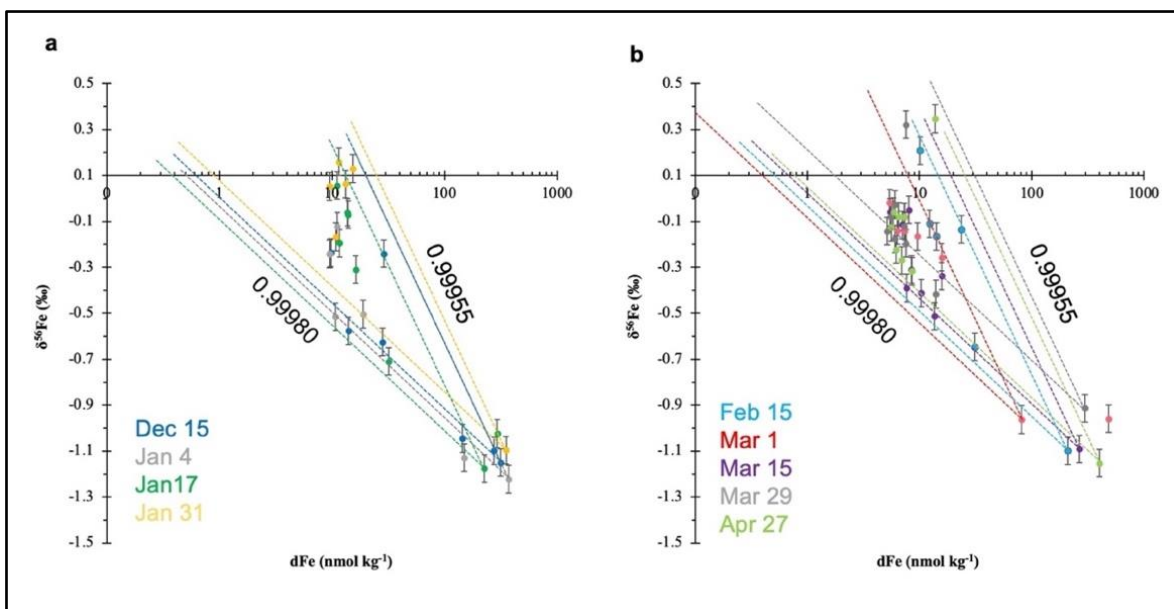 a
0.5
0.3
0.1
-0.1
-0.3
-0.5
-0.7
-0.9
-1.1
-1.3
-1.5
0
1
10
100
1000
δ⁵⁶Fe (‰)
0.99980
0.99955
Dec 15
Jan 4
Jan17
Jan 31
dFe (nmol kg⁻¹)
b
0.5
0.3
0.1
-0.1
-0.3
-0.5
-0.7
-0.9
-1.1
-1.3
-1.5
0
1
10
100
1000
δ⁵⁶Fe (‰)
0.99980
0.99955
Feb 15
Mar 1
Mar 15
Mar 29
Apr 27
dFe (nmol kg⁻¹)